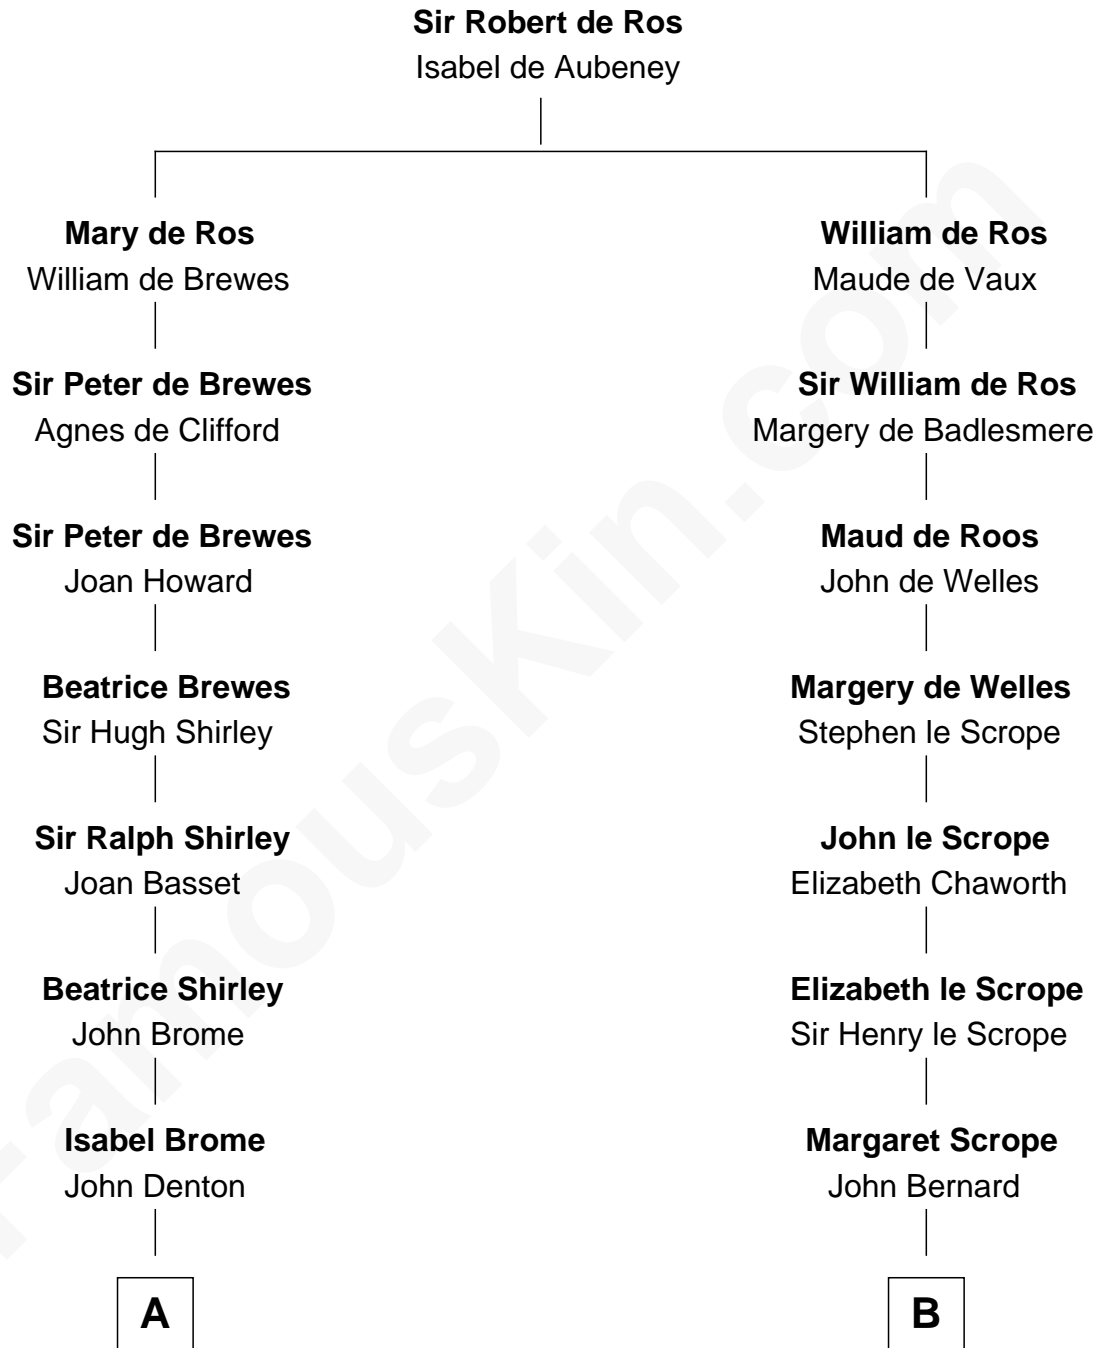 Sir Robert de Ros
Isabel de Aubeney
Mary de Ros
William de Brewes
William de Ros
Maude de Vaux
Sir Peter de Brewes
Agnes de Clifford
Sir William de Ros
Margery de Badlesmere
Sir Peter de Brewes
Joan Howard
Maud de Roos
John de Welles
Beatrice Brewes
Sir Hugh Shirley
Margery de Welles
Stephen le Scrope
Sir Ralph Shirley
Joan Basset
John le Scrope
Elizabeth Chaworth
Beatrice Shirley
John Brome
Elizabeth le Scrope
Sir Henry le Scrope
Isabel Brome
John Denton
Margaret Scrope
John Bernard
A
B
FamousKin.com